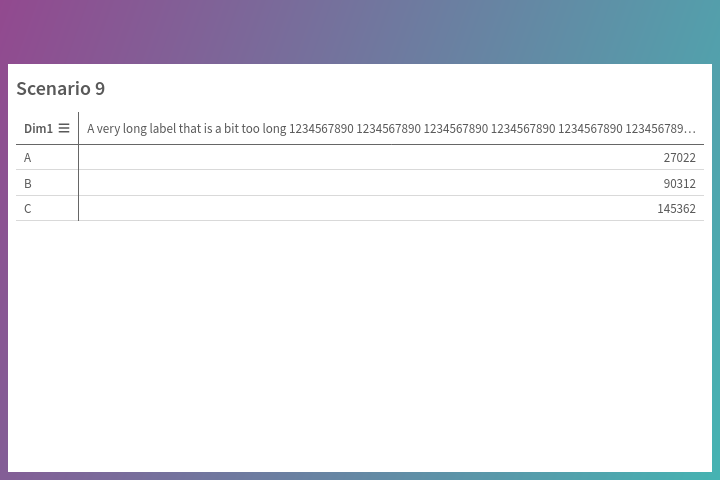 Scenario 9
Dim1 A very long label that is a bit too long 1234567890 1234567890 1234567890 1234567890 1234567890 123456789…
A 27022
B 90312
C 145362